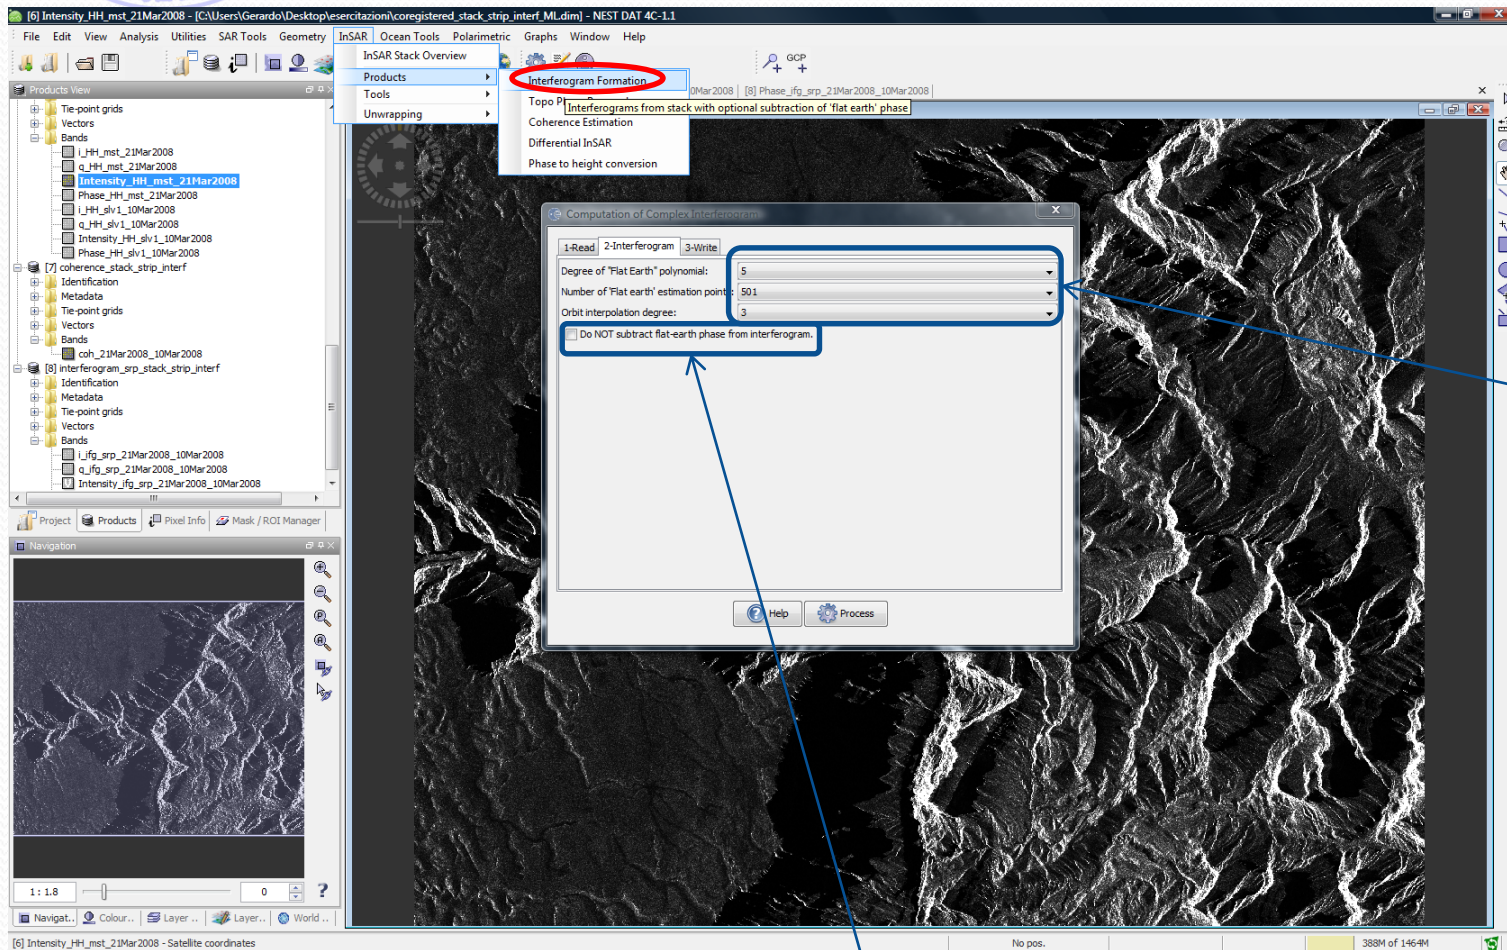 [6] Intensity_HH_mst_21Mar2008 - [C:\Users\Gerardo\Desktop\esercitazioni\coregistered_stack_strip_interf_ML.dim] - NEST DAT 4C-1.1
File Edit View Analysis Utilities SAR Tools Geometry InSAR Ocean Tools Polarimetric Graphs Window Help
InSAR Stack Overview
Products
Tools
Unwrapping
Interferogram Formation
Topo P
Interferograms from stack with optional subtraction of 'flat earth' phase
Coherence Estimation
Differential InSAR
Phase to height conversion
GCP
0Mar2008 [8] Phase_ifg_srp_21Mar2008_10Mar2008
Products View
Tie-point grids
Vectors
Bands
i_HH_mst_21Mar2008
q_HH_mst_21Mar2008
Intensity_HH_mst_21Mar2008
Phase_HH_mst_21Mar2008
i_HH_slv1_10Mar2008
q_HH_slv1_10Mar2008
Intensity_HH_slv1_10Mar2008
Phase_HH_slv1_10Mar2008
[7] coherence_stack_strip_interf
Identification
Metadata
Tie-point grids
Vectors
Bands
coh_21Mar2008_10Mar2008
[8] interferogram_srp_stack_strip_interf
Identification
Metadata
Tie-point grids
Vectors
Bands
i_ifg_srp_21Mar2008_10Mar2008
q_ifg_srp_21Mar2008_10Mar2008
Intensity_ifg_srp_21Mar2008_10Mar2008
Project Products Pixel Info Mask / ROI Manager
Computation of Complex Interferogram
1-Read 2-Interferogram 3-Write
Degree of "Flat Earth" polynomial: 5
Number of 'Flat earth' estimation points: 501
Orbit interpolation degree: 3
Do NOT subtract flat-earth phase from interferogram.
Help Process
Navigation
1 : 1.8 0 ?
Navigat.. Colour.. Layer .. Layer.. World ..
[6] Intensity_HH_mst_21Mar2008 - Satellite coordinates No pos. 388M of 1464M